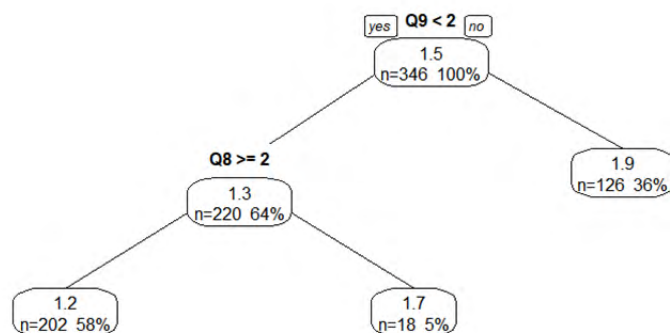 yes Q9 < 2 no
1.5
n=346 100%
Q8 >= 2
1.3
n=220 64%
1.9
n=126 36%
1.2
n=202 58%
1.7
n=18 5%